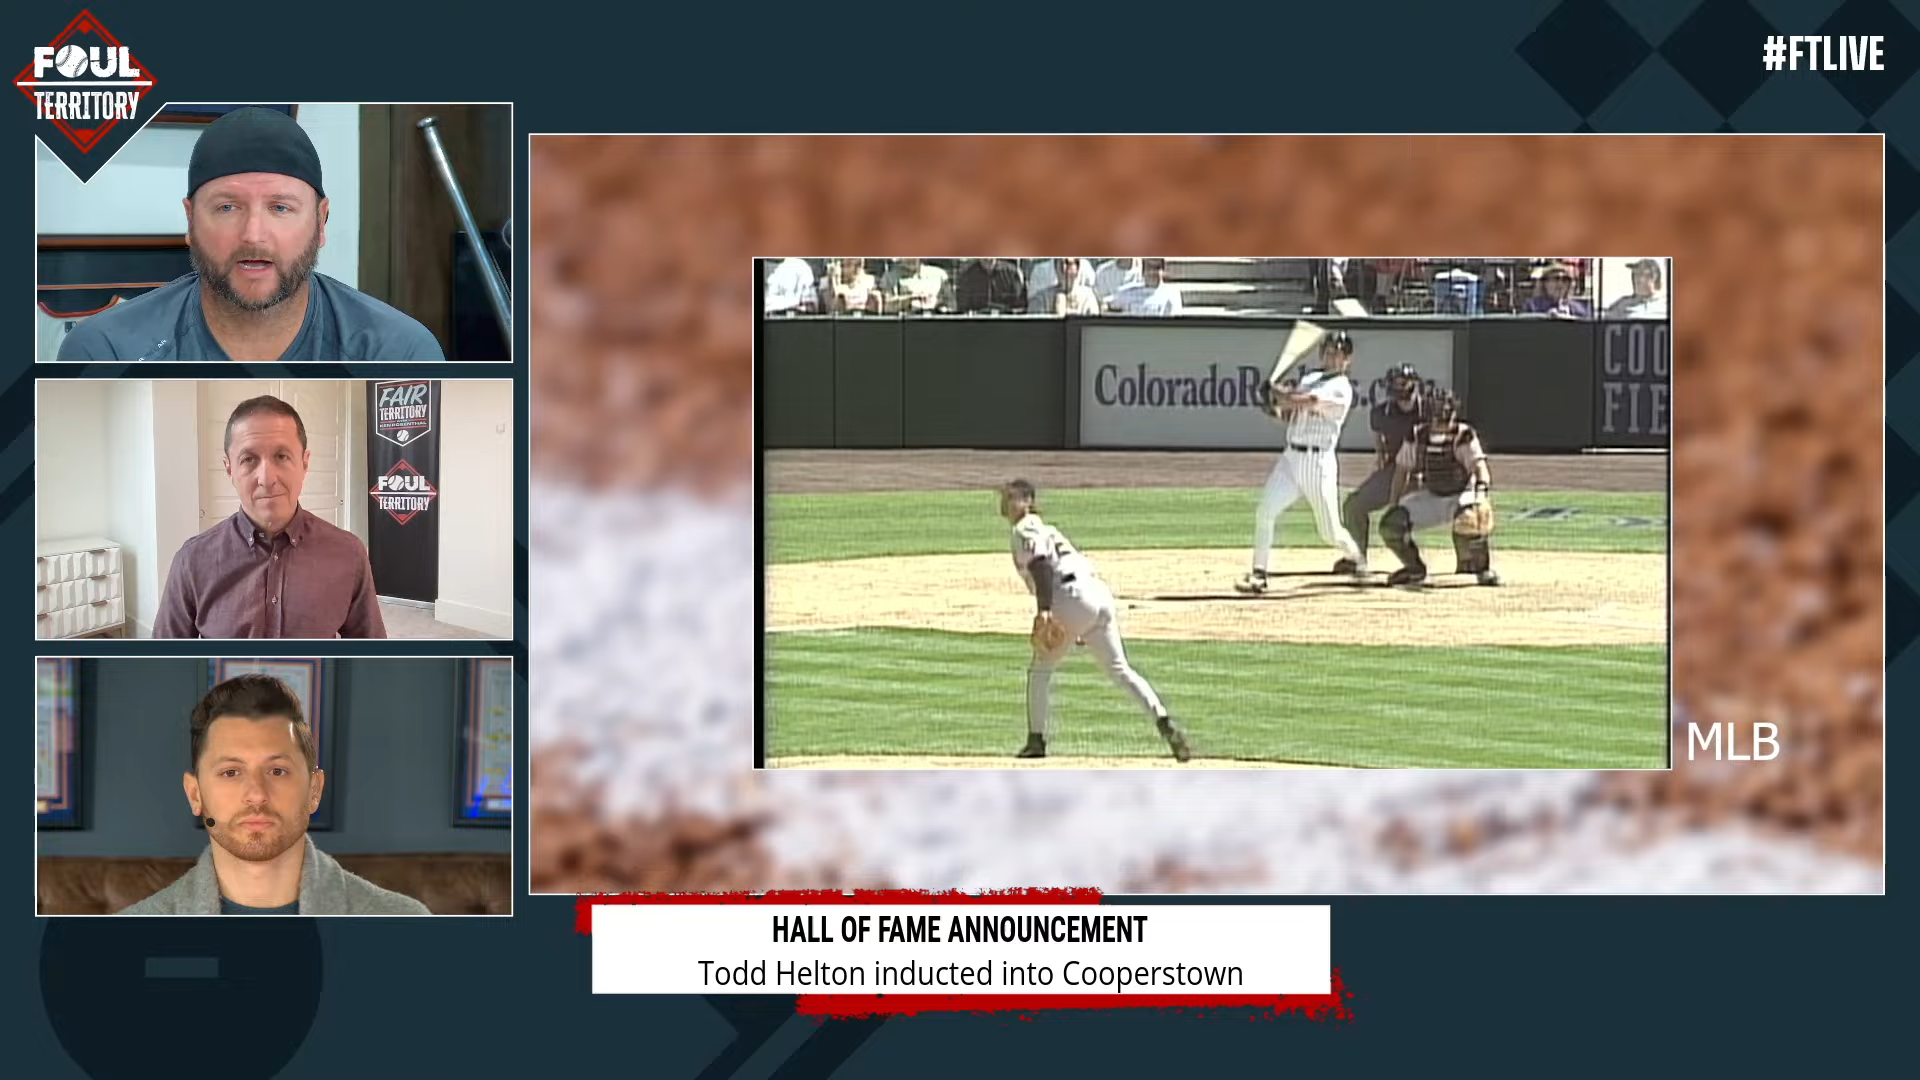 FOUL
TERRITORY
#FTLIVE
FAIR
TERRITORY
FOUL
TERRITORY
COO
FIE
MLB
HALL OF FAME ANNOUNCEMENT
Todd Helton inducted into Cooperstown